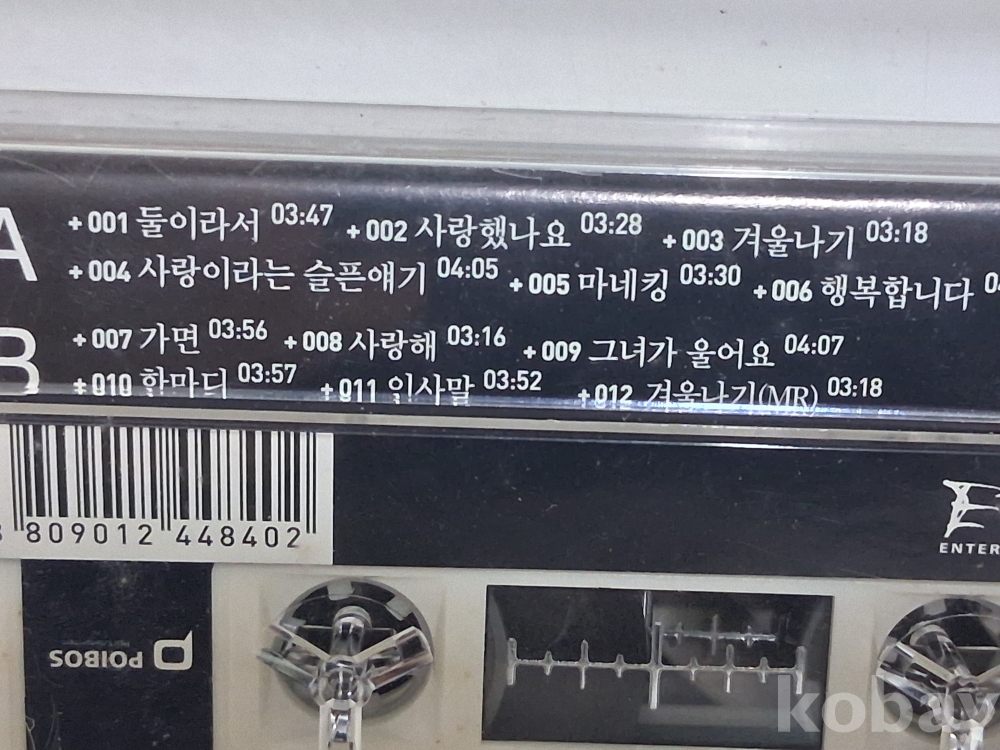 A
+001 둘이라서 03:47 +002 사랑했나요 03:28 +003 겨울나기 03:18
+004 사랑이라는 슬픈얘기 04:05 +005 마네킹 03:30 +006 행복합니다
B
+007 가면 03:56 +008 사랑해 03:16 +009 그녀가 울어요 04:07
+010 한마디 03:57 +011 인사말 03:52 +012 겨울나기(MR) 03:18
8 809012 448402
ENTER
POIBOS
kobay